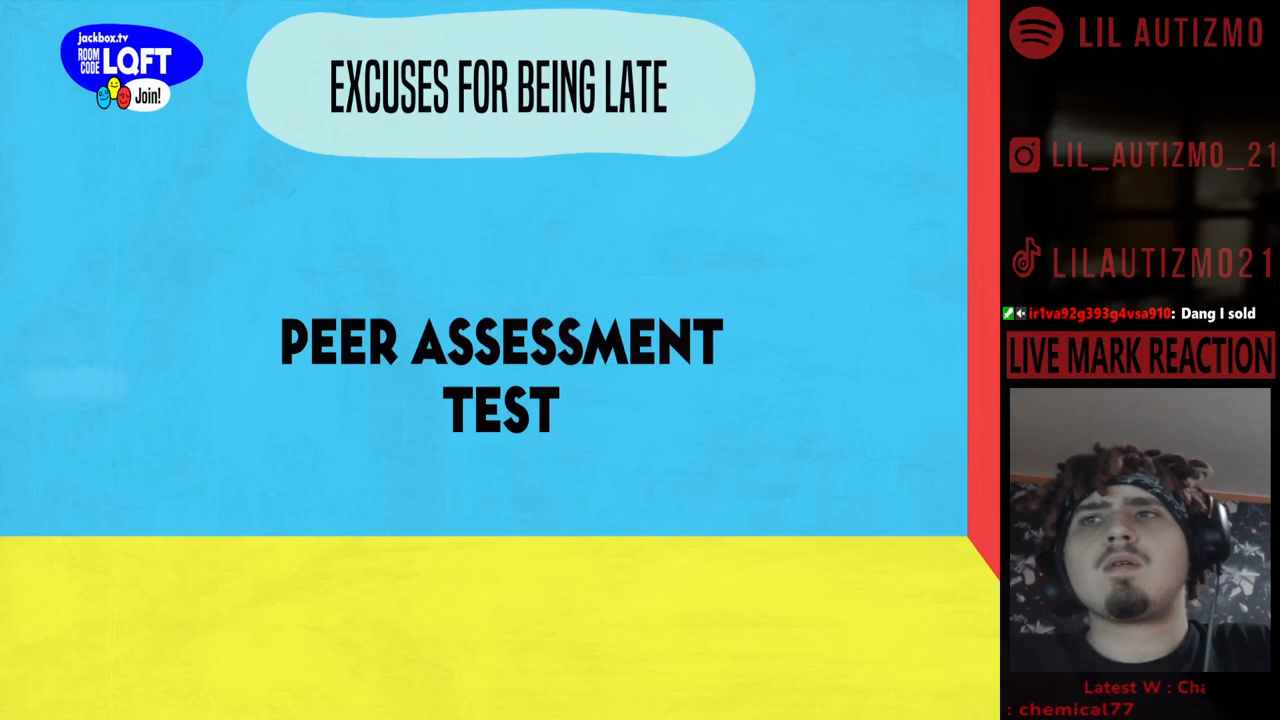 jackbox.tv
ROOM CODE LQFT
Join!
EXCUSES FOR BEING LATE
PEER ASSESSMENT
TEST
LIL AUTIZMO
LIL_AUTIZMO_21
LILAUTIZMO21
ir1va92g393g4vsa910: Dang I sold
LIVE MARK REACTION
Latest W : Cha
: chemical77